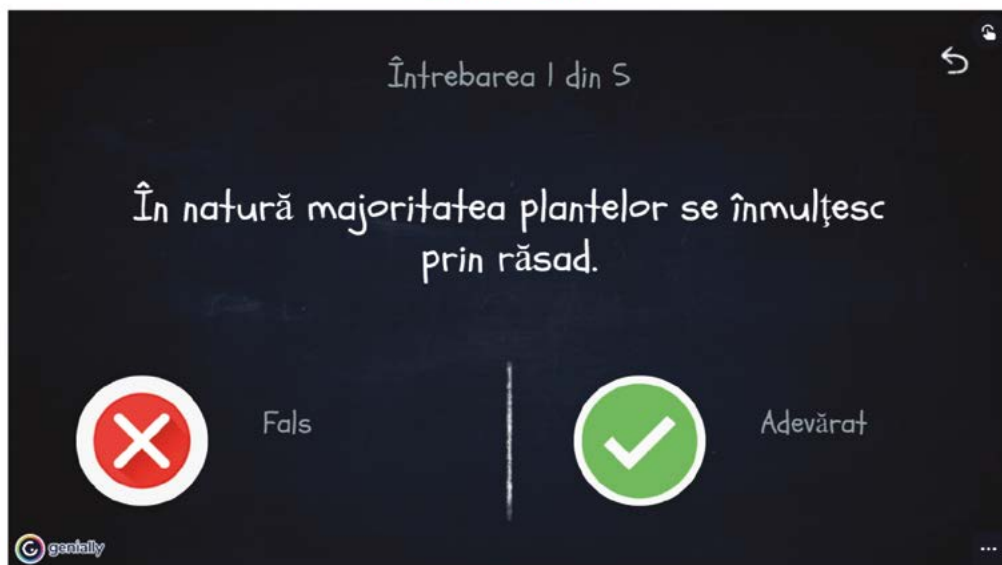 Întrebarea 1 din 5
În natură majoritatea plantelor se înmulțesc
prin răsad.
Fals
Adevărat
genially